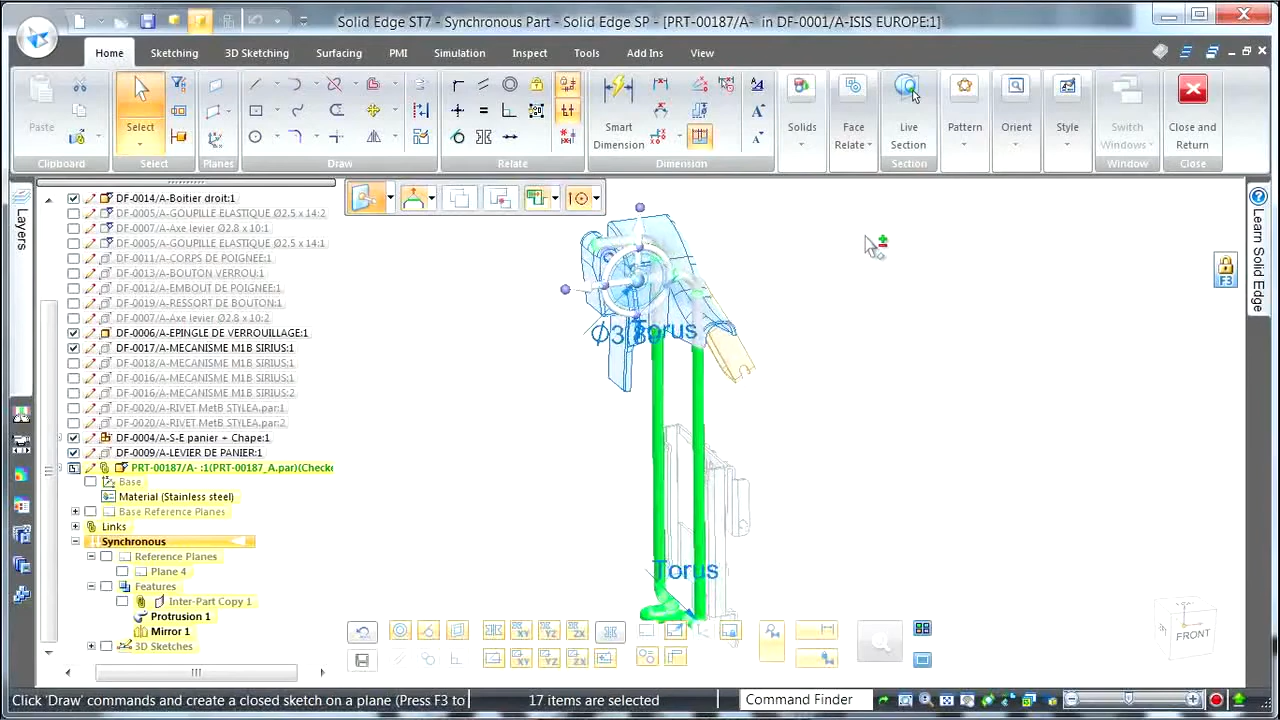 Solid Edge ST7 - Synchronous Part - Solid Edge SP - [PRT-00187/A- in DF-0001/A-ISIS EUROPE:1]
Home Sketching 3D Sketching Surfacing PMI Simulation Inspect Tools Add Ins View
Paste
Select
Smart Dimension
Solids
Face Relate
Live Section
Pattern
Orient
Style
Switch Windows
Close and Return
Clipboard Select Planes Draw Relate Dimension Section Window Close
Layers
Learn Solid Edge
F3
DF-0014/A-Boitier droit:1
DF-0005/A-GOUPILLE ELASTIQUE Ø2.5 x 14:2
DF-0007/A-Axe levier Ø2.8 x 10:1
DF-0005/A-GOUPILLE ELASTIQUE Ø2.5 x 14:1
DF-0011/A-CORPS DE POIGNEE:1
DF-0013/A-BOUTON VERROU:1
DF-0012/A-EMBOUT DE POIGNEE:1
DF-0019/A-RESSORT DE BOUTON:1
DF-0007/A-Axe levier Ø2.8 x 10:2
DF-0006/A-EPINGLE DE VERROUILLAGE:1
DF-0017/A-MECANISME M1B SIRIUS:1
DF-0018/A-MECANISME M1B SIRIUS:1
DF-0016/A-MECANISME M1B SIRIUS:1
DF-0016/A-MECANISME M1B SIRIUS:2
DF-0020/A-RIVET MetB STYLEA.par:1
DF-0020/A-RIVET MetB STYLEA.par:2
DF-0004/A-S-E panier + Chape:1
DF-0009/A-LEVIER DE PANIER:1
PRT-00187/A- :1(PRT-00187_A.par)(Checke
Base
Material (Stainless steel)
Base Reference Planes
Links
Synchronous
Reference Planes
Plane 4
Features
Inter-Part Copy 1
Protrusion 1
Mirror 1
3D Sketches
Torus
Torus
XY YZ ZX
XY YZ ZX
FRONT
Click 'Draw' commands and create a closed sketch on a plane (Press F3 to
17 items are selected
Command Finder